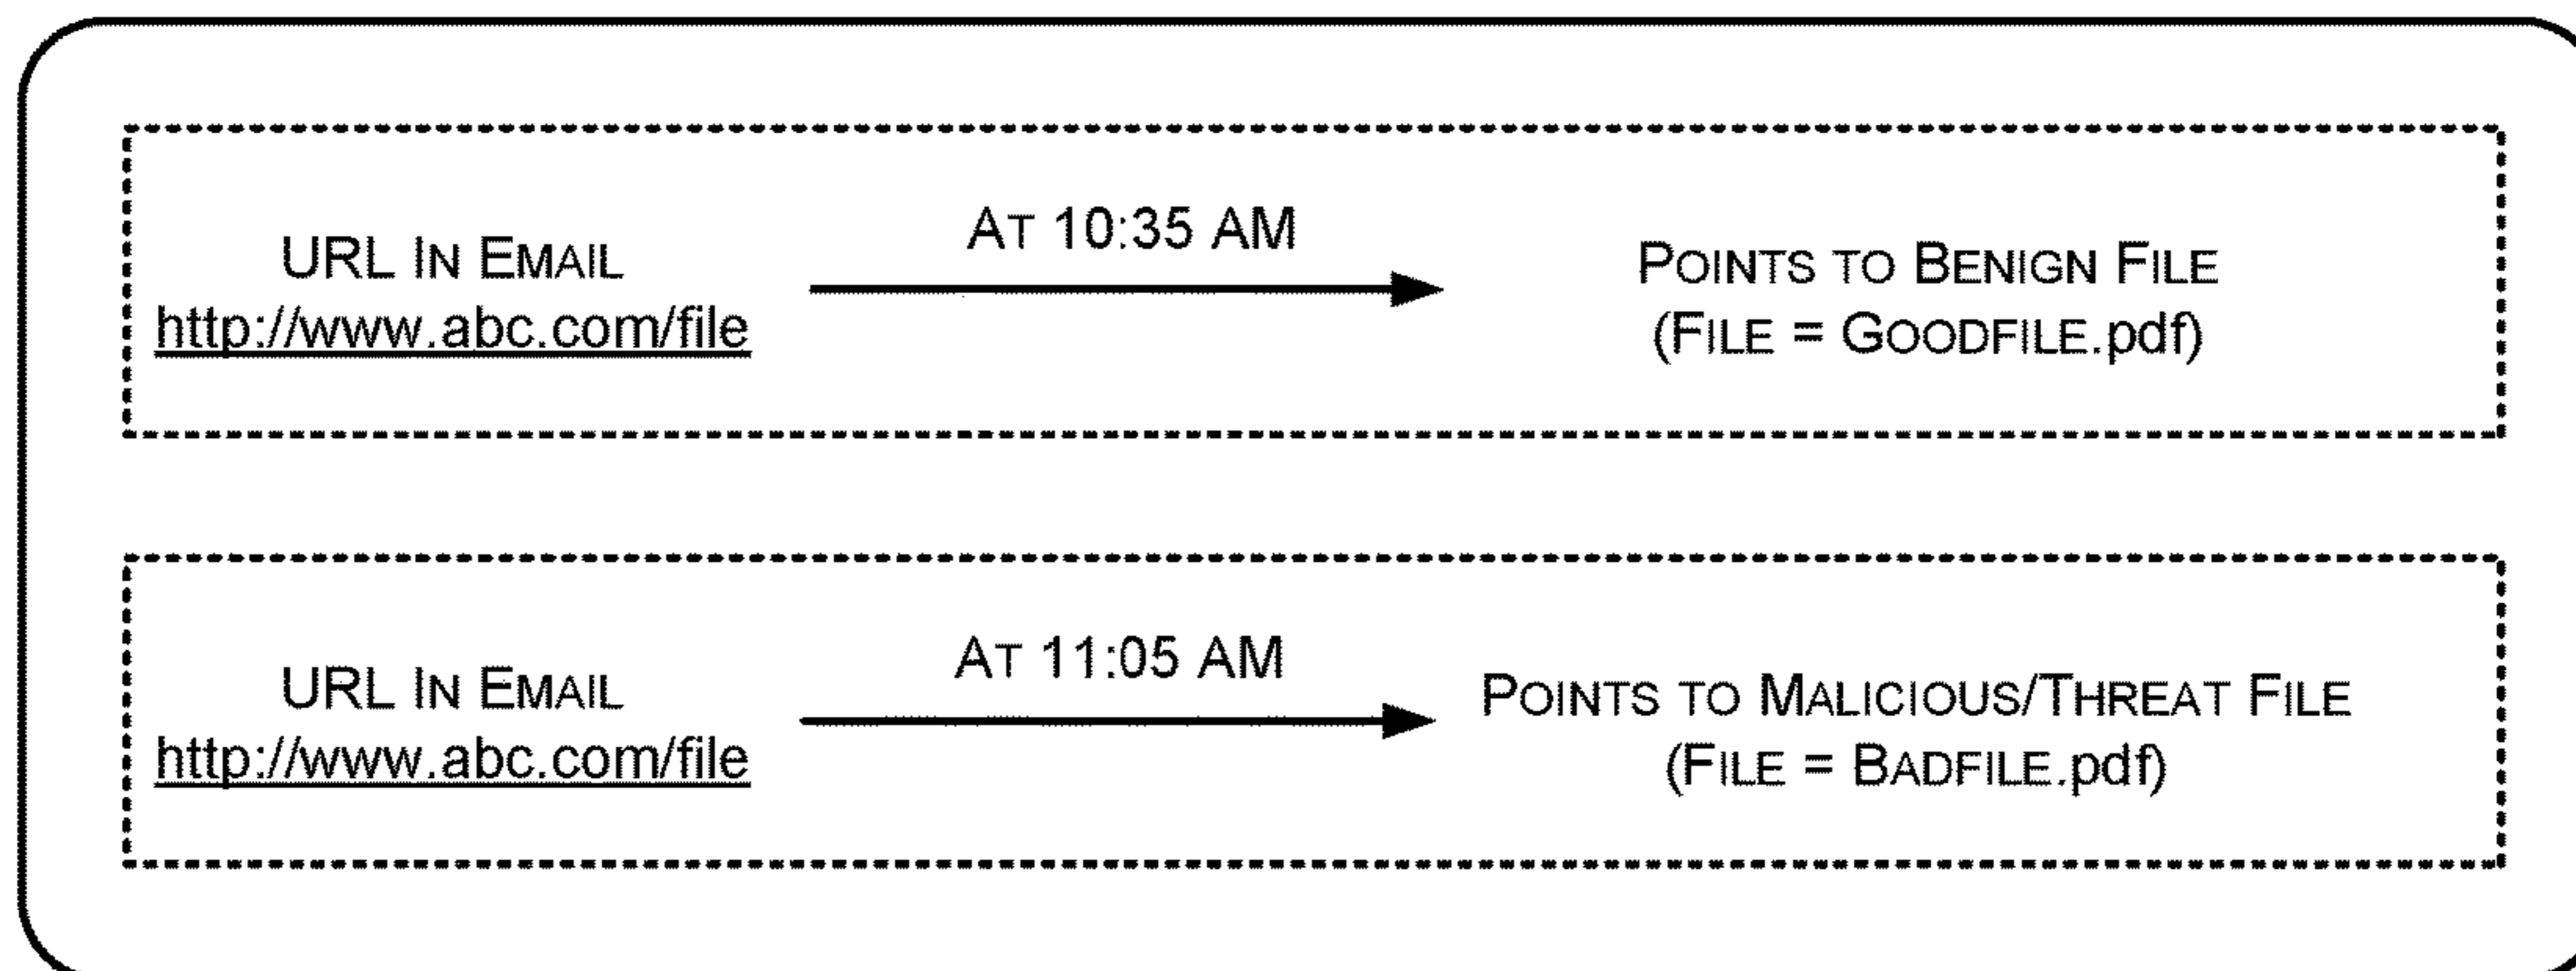 URL IN EMAIL
http://www.abc.com/file
AT 10:35 AM
POINTS TO BENIGN FILE
(FILE = GOODFILE.pdf)
URL IN EMAIL
http://www.abc.com/file
AT 11:05 AM
POINTS TO MALICIOUS/THREAT FILE
(FILE = BADFILE.pdf)